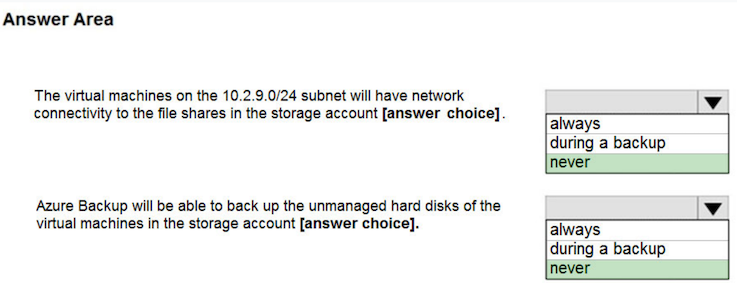 Answer Area
The virtual machines on the 10.2.9.0/24 subnet will have network
connectivity to the file shares in the storage account [answer choice].
always
during a backup
never
Azure Backup will be able to back up the unmanaged hard disks of the
virtual machines in the storage account [answer choice].
always
during a backup
never